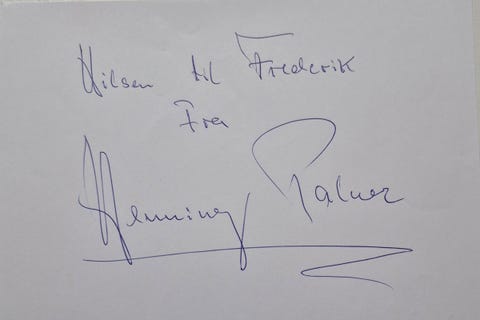 Hilsen til Frederik
Fra
Henning Palner